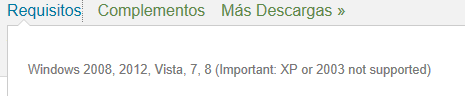 Requisitos Complementos Más Descargas »
Windows 2008, 2012, Vista, 7, 8 (Important: XP or 2003 not supported)